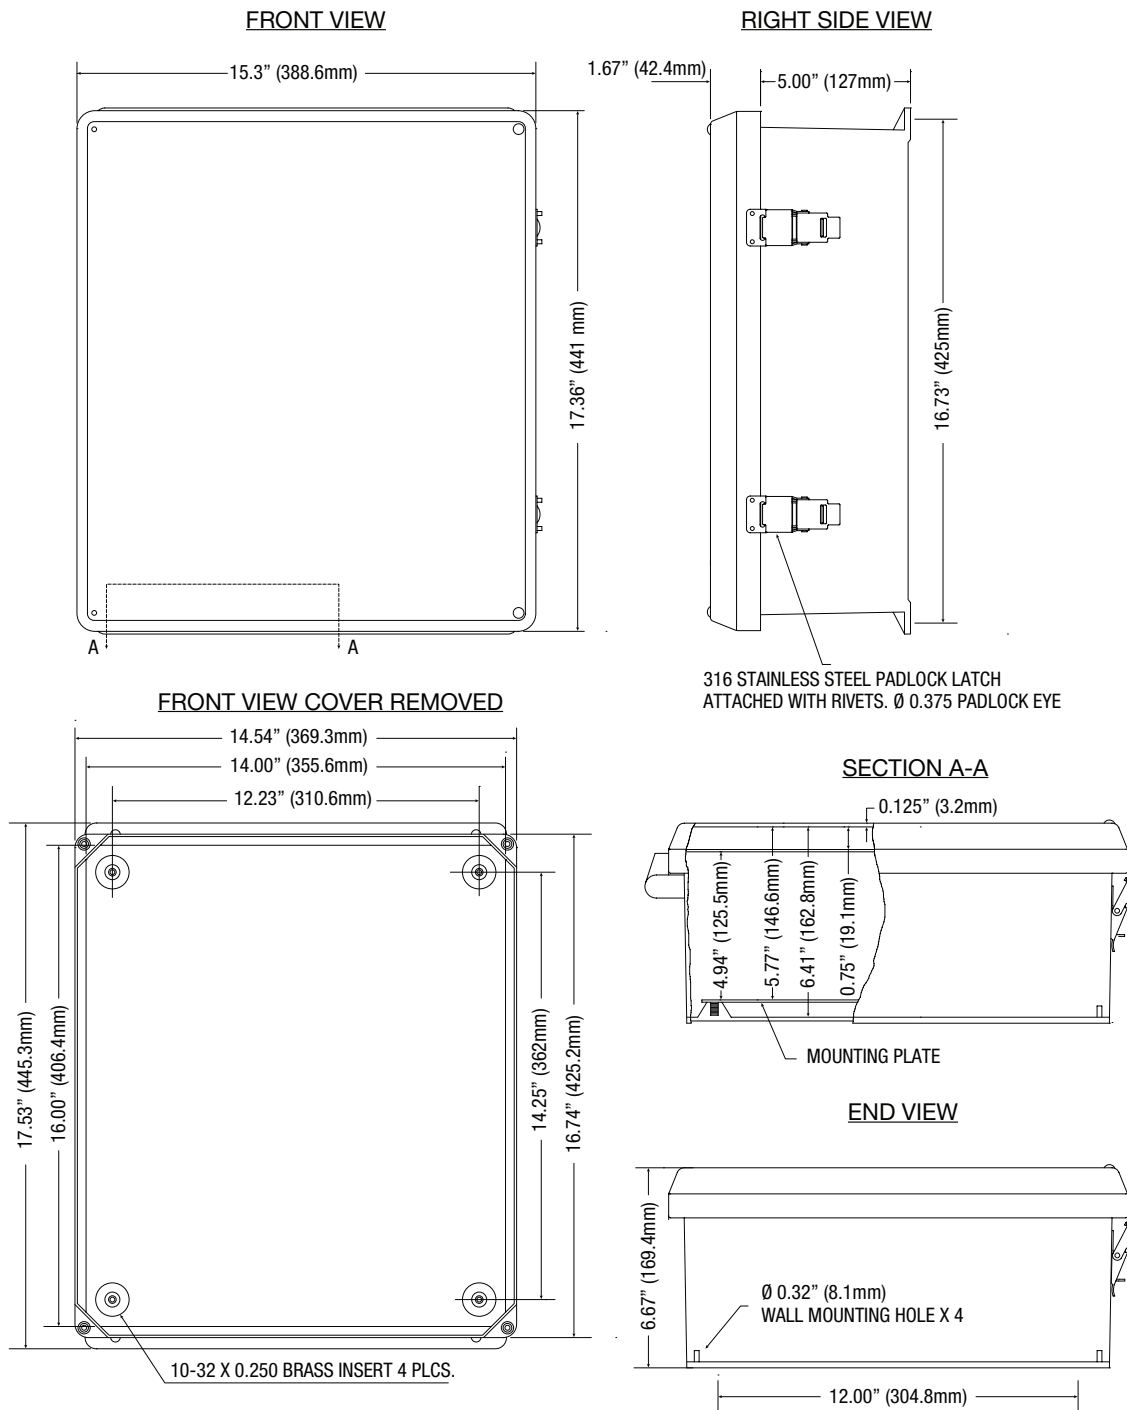 FRONT VIEW
15.3” (388.6mm)
17.36” (441 mm)
A
A
RIGHT SIDE VIEW
1.67” (42.4mm)
5.00” (127mm)
16.73” (425mm)
316 STAINLESS STEEL PADLOCK LATCH
ATTACHED WITH RIVETS. Ø 0.375 PADLOCK EYE
FRONT VIEW COVER REMOVED
14.54” (369.3mm)
14.00” (355.6mm)
12.23” (310.6mm)
17.53” (445.3mm)
16.00” (406.4mm)
14.25” (362mm)
16.74” (425.2mm)
10-32 X 0.250 BRASS INSERT 4 PLCS.
SECTION A-A
0.125” (3.2mm)
4.94” (125.5mm)
5.77” (146.6mm)
6.41” (162.8mm)
0.75” (19.1mm)
MOUNTING PLATE
END VIEW
6.67” (169.4mm)
Ø 0.32” (8.1mm)
WALL MOUNTING HOLE X 4
12.00” (304.8mm)